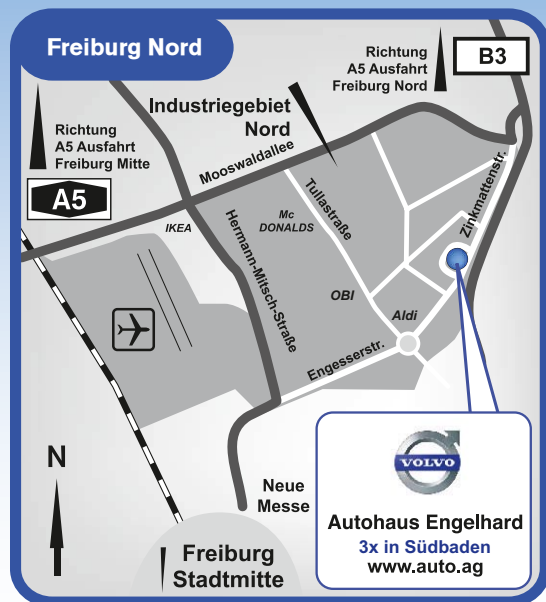 Freiburg Nord
Richtung
A5 Ausfahrt
Freiburg Nord
B3
Industriegebiet
Nord
Richtung
A5 Ausfahrt
Freiburg Mitte
A5
Mooswaldallee
Zinkmattenstr.
IKEA
Mc
DONALDS
Tullastraße
Hermann-Mitsch-Straße
OBI
Aldi
Engesserstr.
N
Neue
Messe
Freiburg
Stadtmitte
VOLVO
Autohaus Engelhard
3x in Südbaden
www.auto.ag